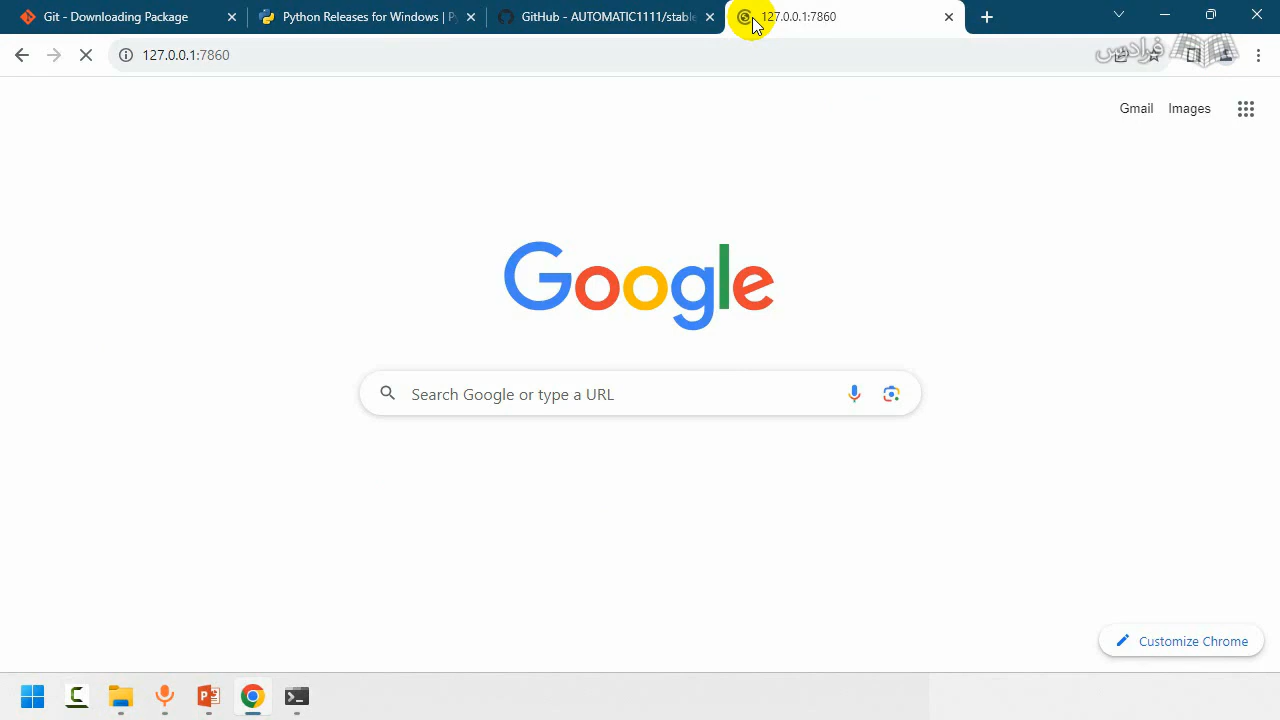 Git - Downloading Package
Python Releases for Windows | Py
GitHub - AUTOMATIC1111/stable
127.0.0.1:7860
127.0.0.1:7860
فرادرس
Gmail
Images
Google
Search Google or type a URL
Customize Chrome